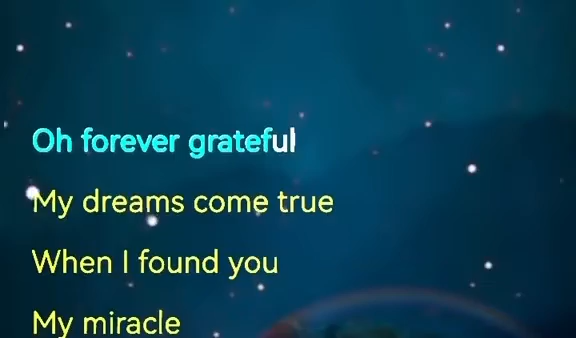 Oh forever grateful
My dreams come true
When I found you
My miracle